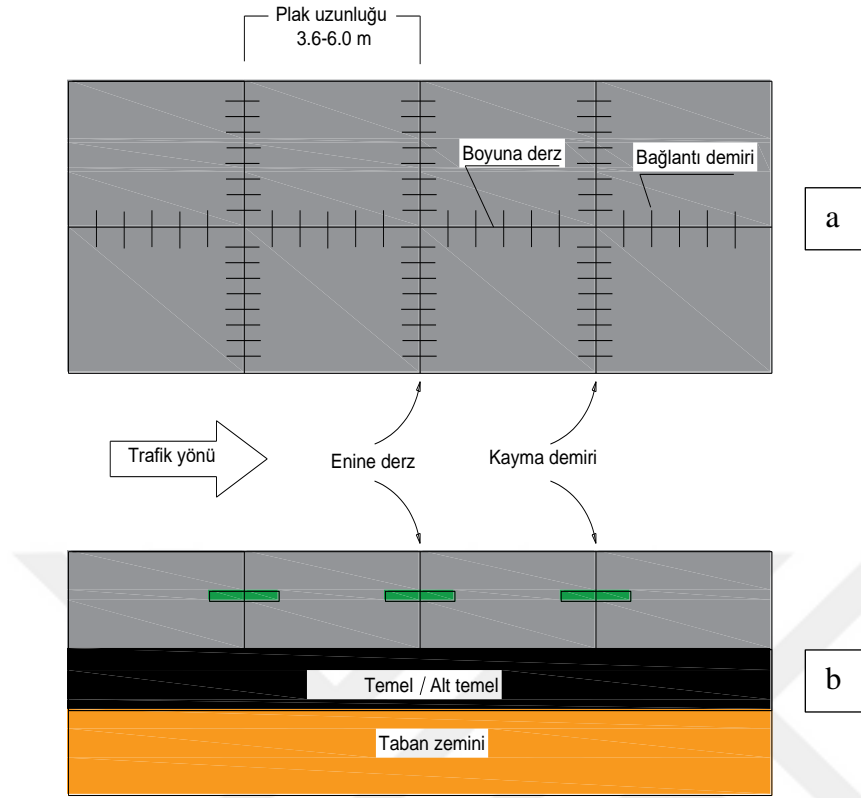 Plak uzunluğu
3.6-6.0 m
Boyuna derz
Bağlantı demiri
a
Trafik yönü
Enine derz
Kayma demiri
Temel / Alt temel
b
Taban zemini